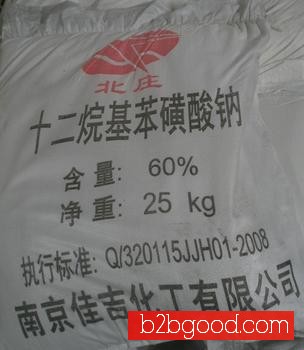 北庄
十二烷基苯磺酸钠
含量: 60%
净重: 25 kg
执行标准: Q/320115JJH01-2008
南京佳吉化工有限公司
b2bgood.com